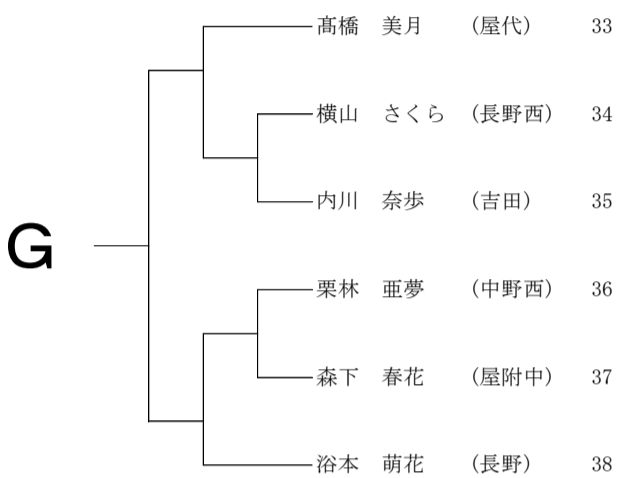 髙橋　美月　（屋代）　33
横山　さくら　（長野西）　34
内川　奈歩　（吉田）　35
G
栗林　亜夢　（中野西）　36
森下　春花　（屋附中）　37
浴本　萌花　（長野）　38